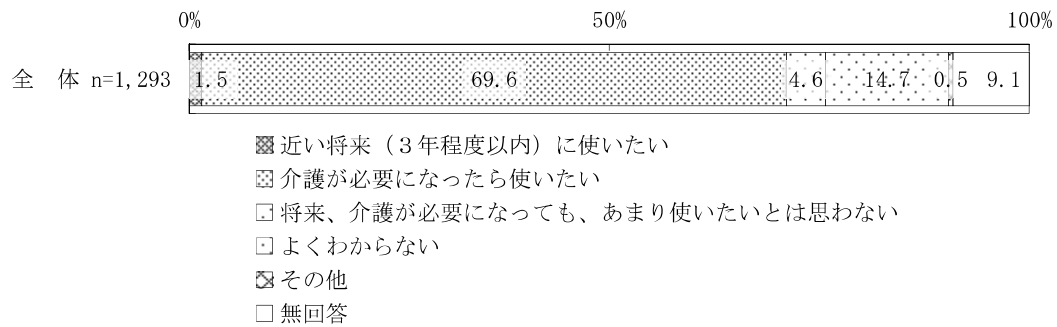 0% 50% 100%
全 体 n=1,293 1.5 69.6 4.6 14.7 0.5 9.1
近い将来（３年程度以内）に使いたい
介護が必要になったら使いたい
将来、介護が必要になっても、あまり使いたいとは思わない
よくわからない
その他
無回答